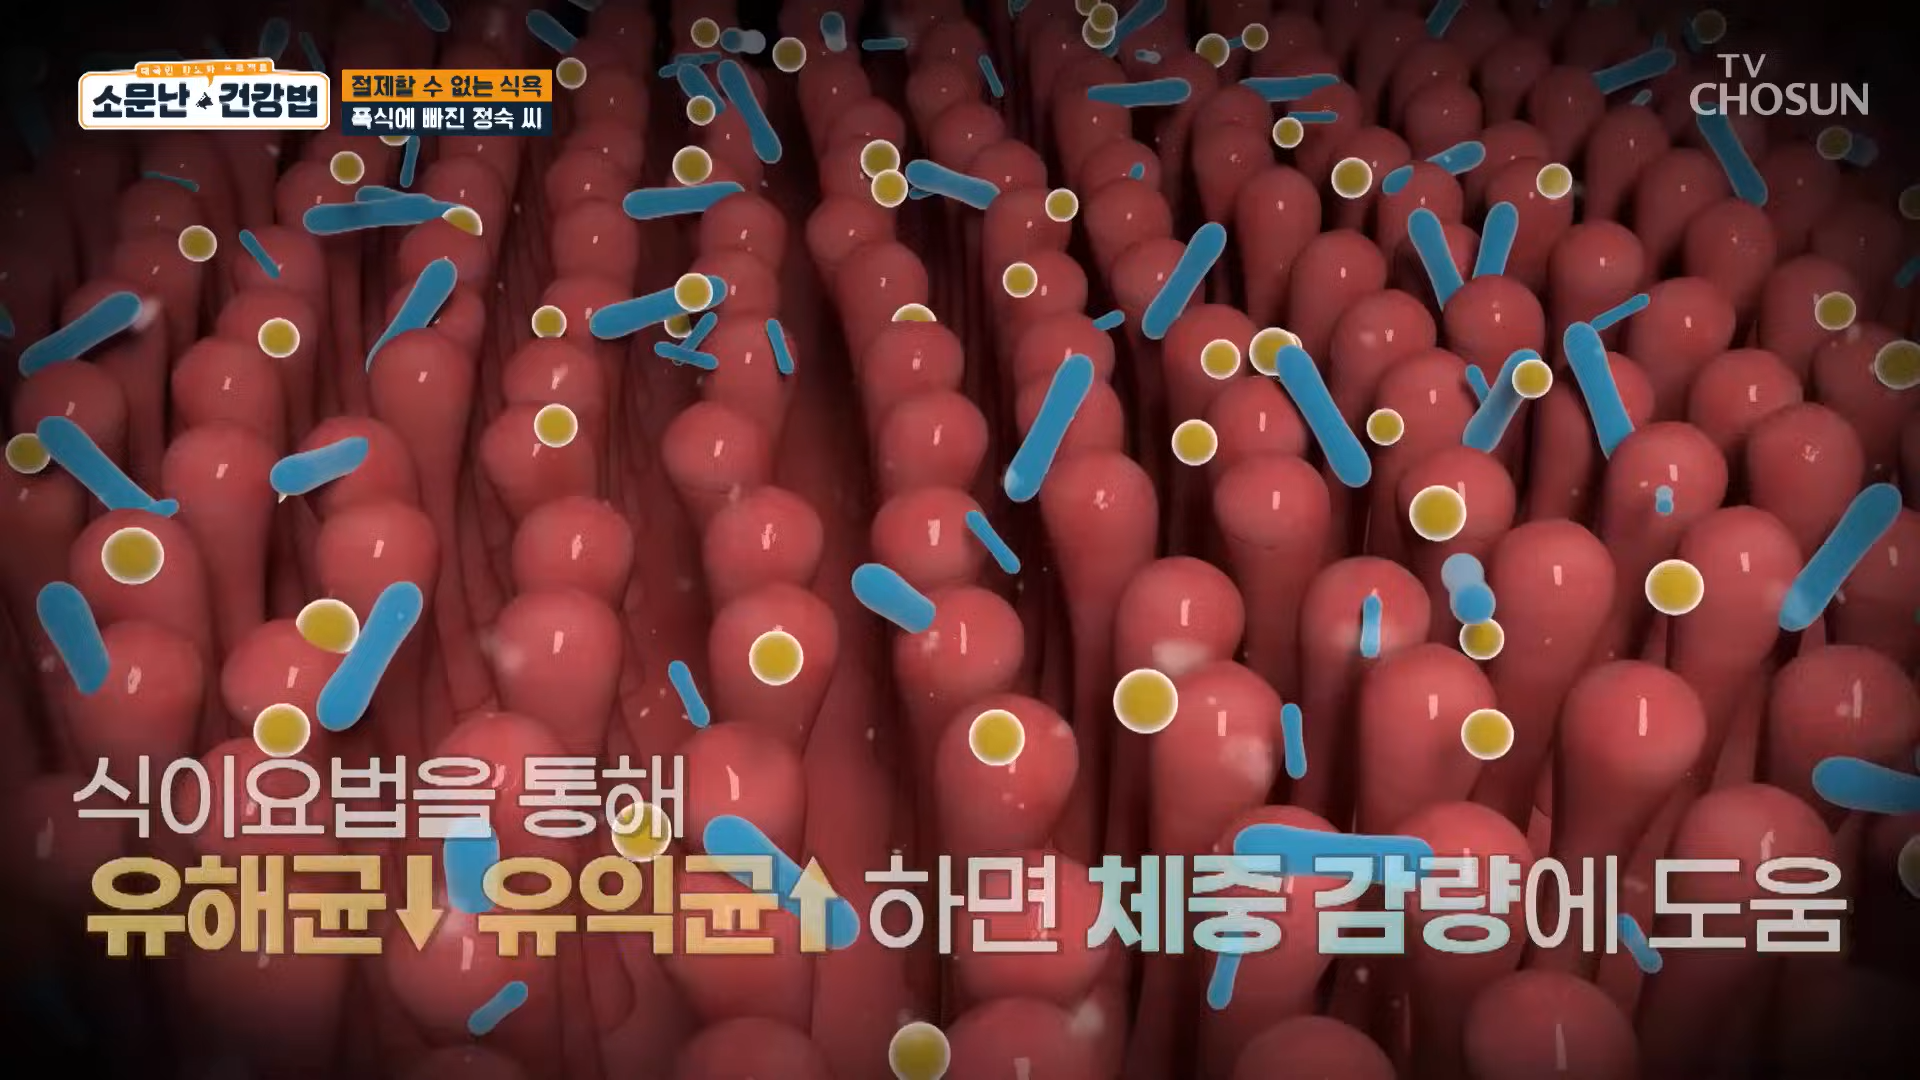 소문난 건강법
절제할 수 없는 식욕
폭식에 빠진 정숙 씨
TV
CHOSUN
식이요법을 통해
유해균↓ 유익균↑ 하면 체중 감량에 도움